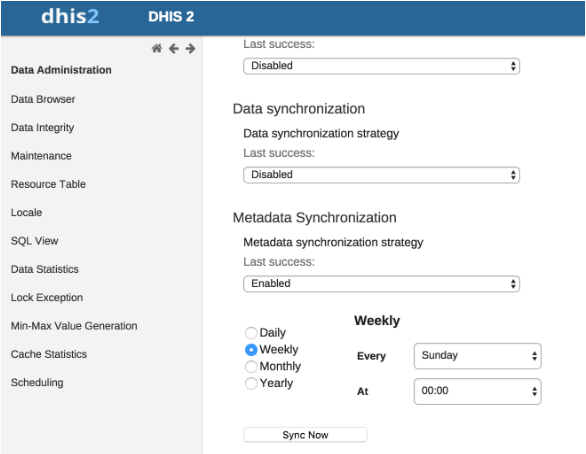 dhis2 DHIS 2
Data Administration
Data Browser
Data Integrity
Maintenance
Resource Table
Locale
SQL View
Data Statistics
Lock Exception
Min-Max Value Generation
Cache Statistics
Scheduling
Last success:
Disabled
Data synchronization
Data synchronization strategy
Last success:
Disabled
Metadata Synchronization
Metadata synchronization strategy
Last success:
Enabled
Daily
Weekly
Monthly
Yearly
Weekly
Every Sunday
At 00:00
Sync Now